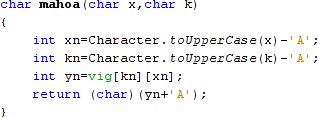 char mahoa(char x,char k)
{
int xn=Character.toUpperCase(x)-'A';
int kn=Character.toUpperCase(k)-'A';
int yn=vig[kn][xn];
return (char)(yn+'A');
}